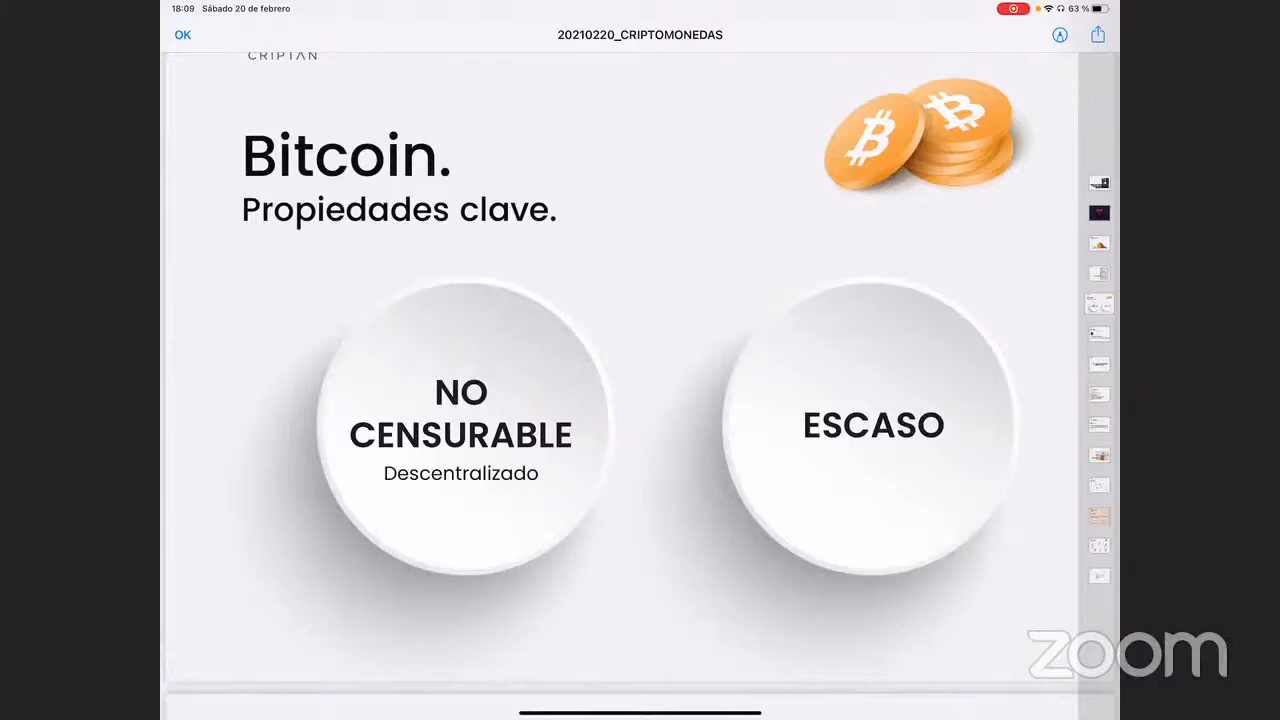 18:09 Sábado 20 de febrero
63 %
OK
20210220_CRIPTOMONEDAS
CRIPTAN
Bitcoin.
Propiedades clave.
NO
CENSURABLE
Descentralizado
ESCASO
zoom